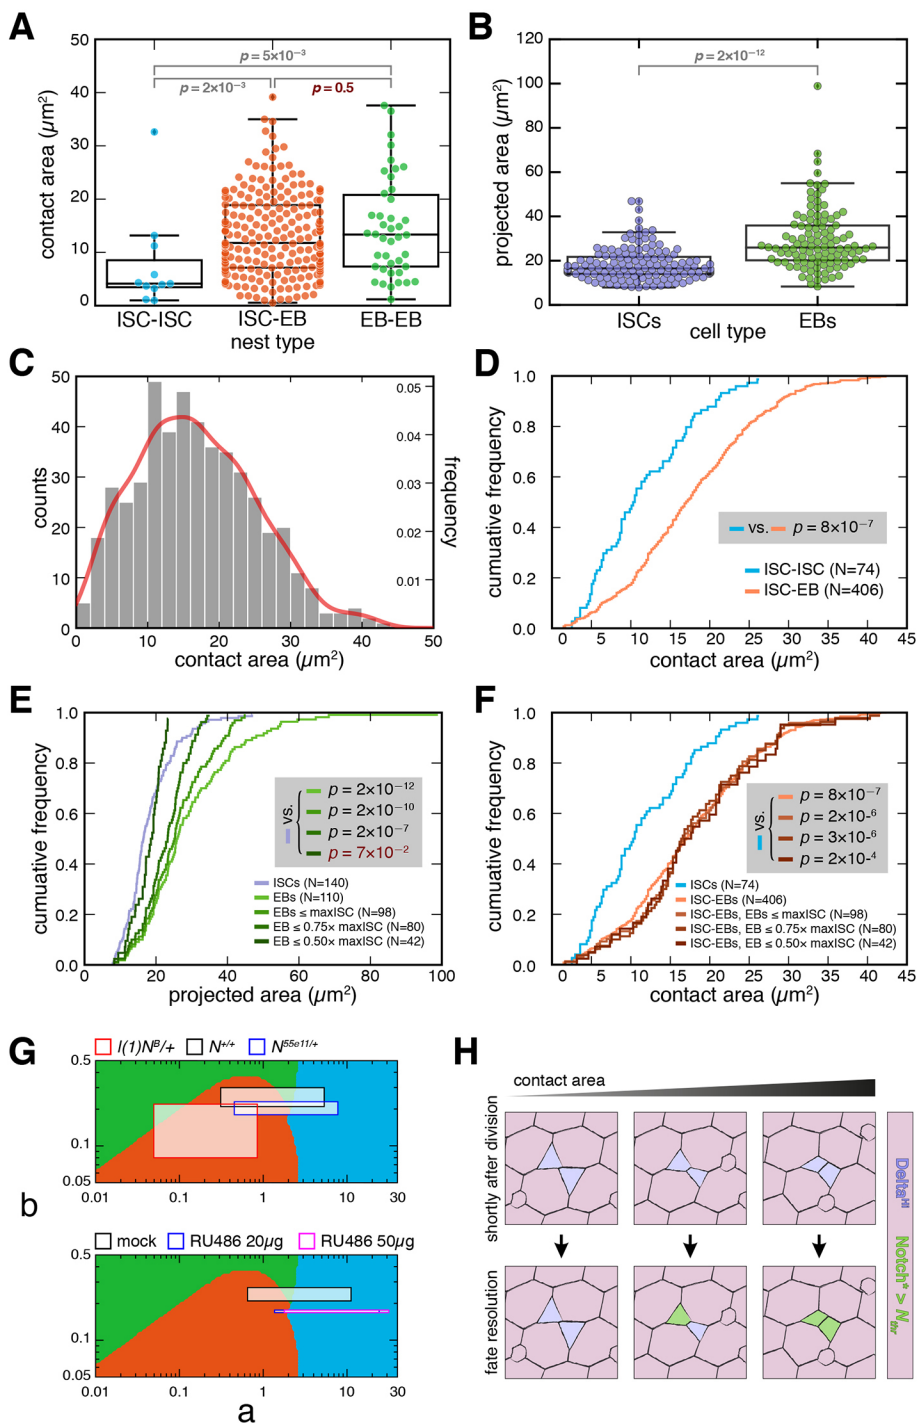 A
contact area (µm²)
50
40
30
20
10
0
p = 5×10⁻³
p = 2×10⁻³
p = 0.5
ISC-ISC
ISC-EB
EB-EB
nest type
B
projected area (µm²)
120
100
80
60
40
20
0
p = 2×10⁻¹²
ISCs
EBs
cell type
C
counts
50
40
30
20
10
0
0.05
0.04
0.03
0.02
0.01
frequency
0
10
20
30
40
50
contact area (µm²)
D
cumuative frequency
1.0
0.8
0.6
0.4
0.2
0.0
vs. p = 8×10⁻⁷
ISC-ISC (N=74)
ISC-EB (N=406)
0
5
10
15
20
25
30
35
40
45
contact area (µm²)
E
cumuative frequency
1.0
0.8
0.6
0.4
0.2
0.0
vs.
p = 2×10⁻¹²
p = 2×10⁻¹⁰
p = 2×10⁻⁷
p = 7×10⁻²
ISCs (N=140)
EBs (N=110)
EBs ≤ maxISC (N=98)
EB ≤ 0.75× maxISC (N=80)
EB ≤ 0.50× maxISC (N=42)
0
20
40
60
80
100
projected area (µm²)
F
cumuative frequency
1.0
0.8
0.6
0.4
0.2
0.0
vs.
p = 8×10⁻⁷
p = 2×10-⁶
p = 3×10-⁶
p = 2×10-⁴
ISCs (N=74)
ISC-EBs (N=406)
ISC-EBs, EBs ≤ maxISC (N=98)
ISC-EBs, EB ≤ 0.75× maxISC (N=80)
ISC-EBs, EB ≤ 0.50× maxISC (N=42)
0
5
10
15
20
25
30
35
40
45
contact area (µm²)
G
l(1)Nᴮ/+
N⁺/⁺
N⁵⁵ᵉ¹¹/⁺
0.5
0.1
0.05
0.01
0.1
1
10
30
b
mock
RU486 20µg
RU486 50µg
0.5
0.1
0.05
0.01
0.1
1
10
30
a
H
contact area
shortly after division
fate resolution
Deltaᴴᴵ
Notch* > Nthr